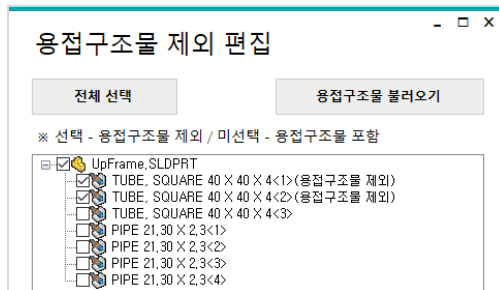 용접구조물 제외 편집
전체 선택
용접구조물 불러오기
※ 선택 - 용접구조물 제외 / 미선택 - 용접구조물 포함
UpFrame.SLDPRT
TUBE, SQUARE 40 X 40 X 4<1>(용접구조물 제외)
TUBE, SQUARE 40 X 40 X 4<2>(용접구조물 제외)
TUBE, SQUARE 40 X 40 X 4<3>
PIPE 21.30 X 2.3<1>
PIPE 21.30 X 2.3<2>
PIPE 21.30 X 2.3<3>
PIPE 21.30 X 2.3<4>